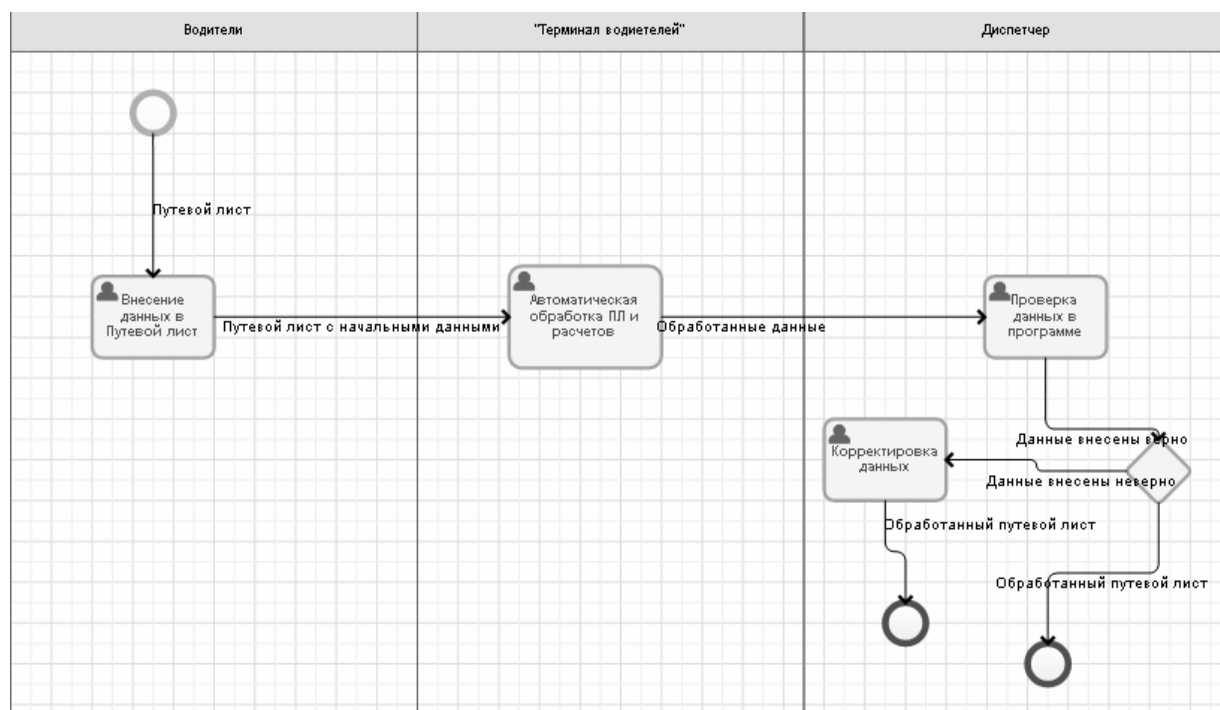 Водители
"Терминал водиетелей"
Диспетчер
Путевой лист
Внесение
данных в
Путевой лист
Путевой лист с начальными данными
Автоматическая
обработка ПЛ и
расчетов
Обработанные данные
Проверка
данных в
программе
Данные внесены верно
Корректировка
данных
Данные внесены неверно
Обработанный путевой лист
Обработанный путевой лист